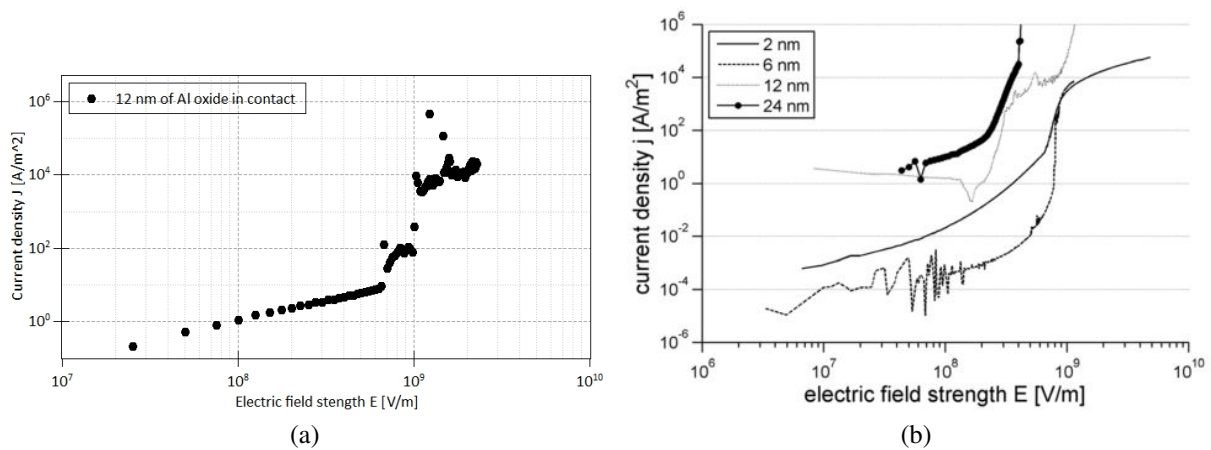 12 nm of Al oxide in contact
Current density J [A/m^2]
10^6
10^4
10^2
10^0
10^7
10^8
10^9
10^10
Electric field stength E [V/m]
(a)
2 nm
6 nm
12 nm
24 nm
current density j [A/m^2]
10^6
10^4
10^2
10^0
10^-2
10^-4
10^-6
10^6
10^7
10^8
10^9
10^10
electric field strength E [V/m]
(b)